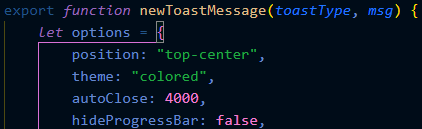 export function newToastMessage(toastType, msg) {
let options = {
position: "top-center",
theme: "colored",
autoClose: 4000,
hideProgressBar: false,